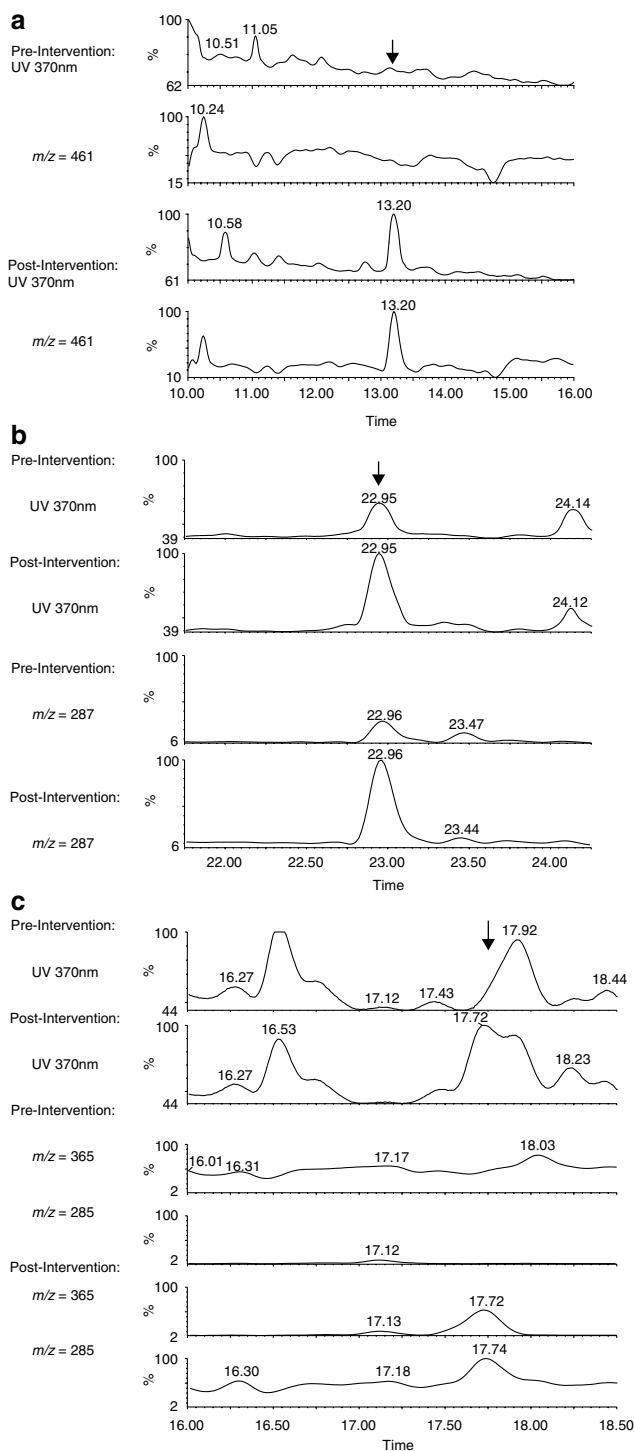 a
Pre-Intervention:
UV 370nm
100
%
62
10.51
11.05
m/z = 461
100
%
15
10.24
Post-Intervention:
UV 370nm
100
%
61
10.58
13.20
m/z = 461
100
%
10
13.20
10.00 11.00 12.00 13.00 14.00 15.00 16.00
Time
b
Pre-Intervention:
UV 370nm
100
%
39
22.95
24.14
Post-Intervention:
UV 370nm
100
%
39
22.95
24.12
Pre-Intervention:
m/z = 287
100
%
6
22.96
23.47
Post-Intervention:
m/z = 287
100
%
6
22.96
23.44
22.00 22.50 23.00 23.50 24.00
Time
c
Pre-Intervention:
UV 370nm
100
%
44
16.27
17.12
17.43
17.92
18.44
Post-Intervention:
UV 370nm
100
%
44
16.27
16.53
17.72
18.23
Pre-Intervention:
m/z = 365
100
%
2
16.01
16.31
17.17
18.03
m/z = 285
100
%
2
17.12
Post-Intervention:
m/z = 365
100
%
2
17.13
17.72
m/z = 285
100
%
2
16.30
17.18
17.74
16.00 16.50 17.00 17.50 18.00 18.50
Time